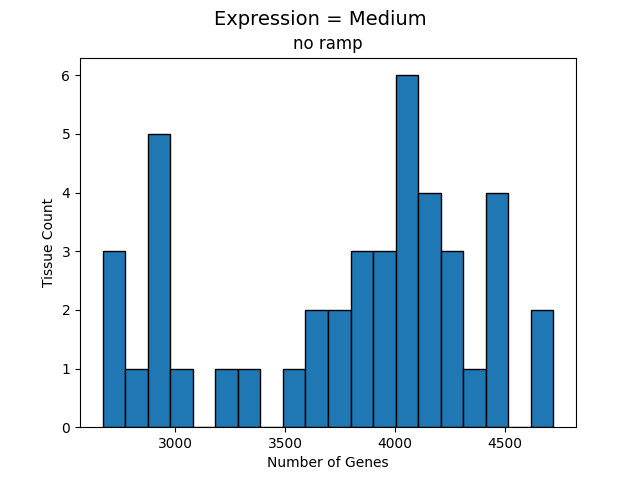 Expression = Medium
no ramp
6
5
4
3
2
1
0
Tissue Count
3000 3500 4000 4500
Number of Genes